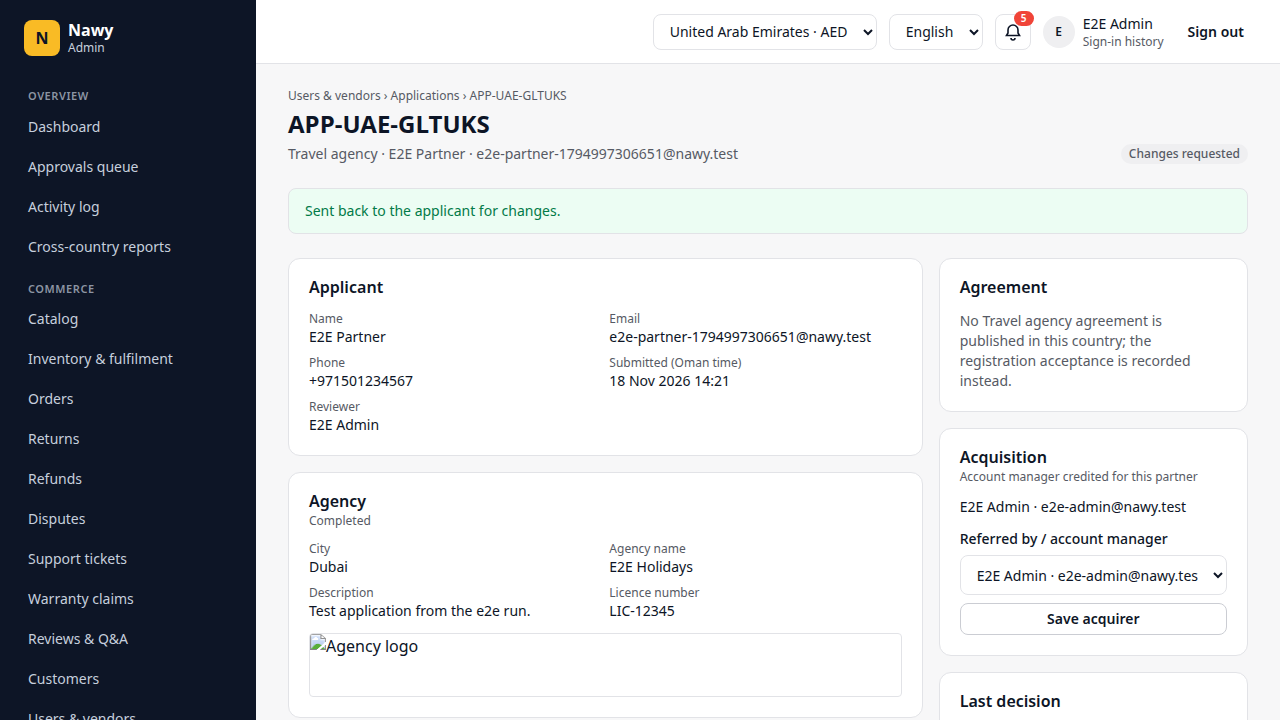 N
Nawy
Admin
United Arab Emirates · AED
English
5
E
E2E Admin
Sign-in history
Sign out
OVERVIEW
Dashboard
Approvals queue
Activity log
Cross-country reports
COMMERCE
Catalog
Inventory & fulfilment
Orders
Returns
Refunds
Disputes
Support tickets
Warranty claims
Reviews & Q&A
Customers
Users & vendors
Users & vendors › Applications › APP-UAE-GLTUKS
APP-UAE-GLTUKS
Travel agency · E2E Partner · e2e-partner-1794997306651@nawy.test
Changes requested
Sent back to the applicant for changes.
Applicant
Name
E2E Partner
Email
e2e-partner-1794997306651@nawy.test
Phone
+971501234567
Submitted (Oman time)
18 Nov 2026 14:21
Reviewer
E2E Admin
Agency
Completed
City
Dubai
Agency name
E2E Holidays
Description
Test application from the e2e run.
Licence number
LIC-12345
Agency logo
Agreement
No Travel agency agreement is
published in this country; the
registration acceptance is recorded
instead.
Acquisition
Account manager credited for this partner
E2E Admin · e2e-admin@nawy.test
Referred by / account manager
E2E Admin · e2e-admin@nawy.tes
Save acquirer
Last decision